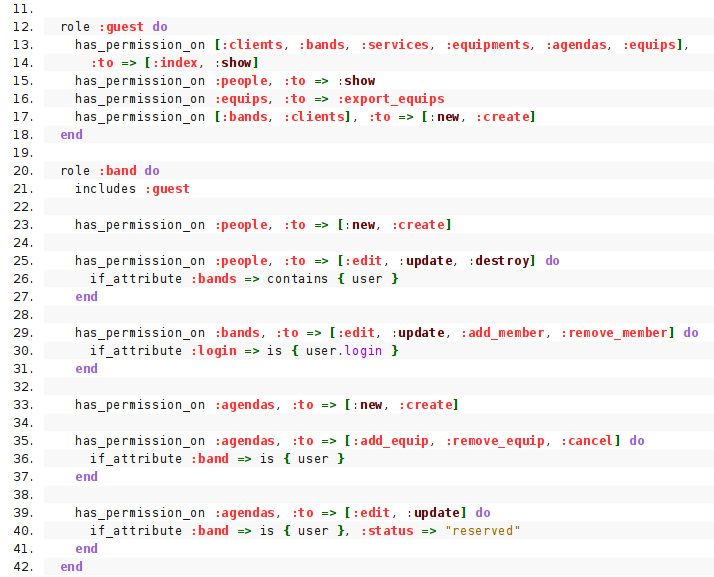 11.
12. role :guest do
13. has_permission_on [:clients, :bands, :services, :equipments, :agendas, :equips],
14. :to => [:index, :show]
15. has_permission_on :people, :to => :show
16. has_permission_on :equips, :to => :export_equips
17. has_permission_on [:bands, :clients], :to => [:new, :create]
18. end
19.
20. role :band do
21. includes :guest
22.
23. has_permission_on :people, :to => [:new, :create]
24.
25. has_permission_on :people, :to => [:edit, :update, :destroy] do
26. if_attribute :bands => contains { user }
27. end
28.
29. has_permission_on :bands, :to => [:edit, :update, :add_member, :remove_member] do
30. if_attribute :login => is { user.login }
31. end
32.
33. has_permission_on :agendas, :to => [:new, :create]
34.
35. has_permission_on :agendas, :to => [:add_equip, :remove_equip, :cancel] do
36. if_attribute :band => is { user }
37. end
38.
39. has_permission_on :agendas, :to => [:edit, :update] do
40. if_attribute :band => is { user }, :status => "reserved"
41. end
42. end